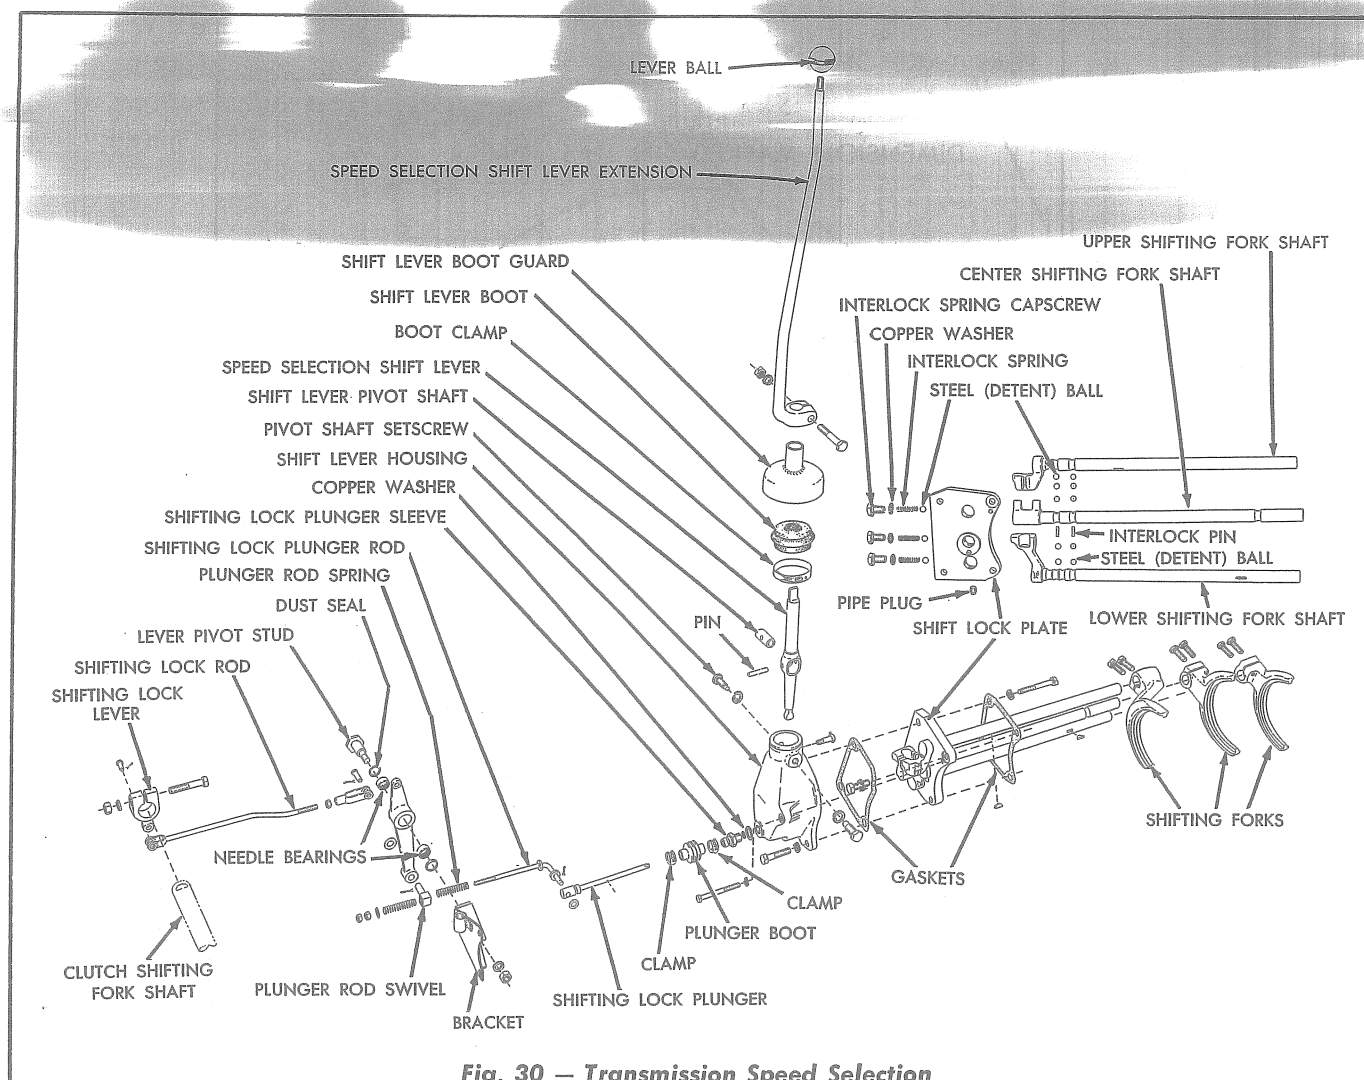 LEVER BALL
SPEED SELECTION SHIFT LEVER EXTENSION
UPPER SHIFTING FORK SHAFT
SHIFT LEVER BOOT GUARD
CENTER SHIFTING FORK SHAFT
SHIFT LEVER BOOT
INTERLOCK SPRING CAPSCREW
BOOT CLAMP
COPPER WASHER
SPEED SELECTION SHIFT LEVER
INTERLOCK SPRING
SHIFT LEVER PIVOT SHAFT
STEEL (DETENT) BALL
PIVOT SHAFT SETSCREW
SHIFT LEVER HOUSING
COPPER WASHER
SHIFTING LOCK PLUNGER SLEEVE
INTERLOCK PIN
SHIFTING LOCK PLUNGER ROD
STEEL (DETENT) BALL
PLUNGER ROD SPRING
DUST SEAL
PIPE PLUG
LOWER SHIFTING FORK SHAFT
PIN
SHIFT LOCK PLATE
LEVER PIVOT STUD
SHIFTING LOCK ROD
SHIFTING LOCK
LEVER
SHIFTING FORKS
NEEDLE BEARINGS
GASKETS
CLAMP
PLUNGER BOOT
CLAMP
CLUTCH SHIFTING
FORK SHAFT
PLUNGER ROD SWIVEL
SHIFTING LOCK PLUNGER
BRACKET
Fig. 30 — Transmission Speed Selection